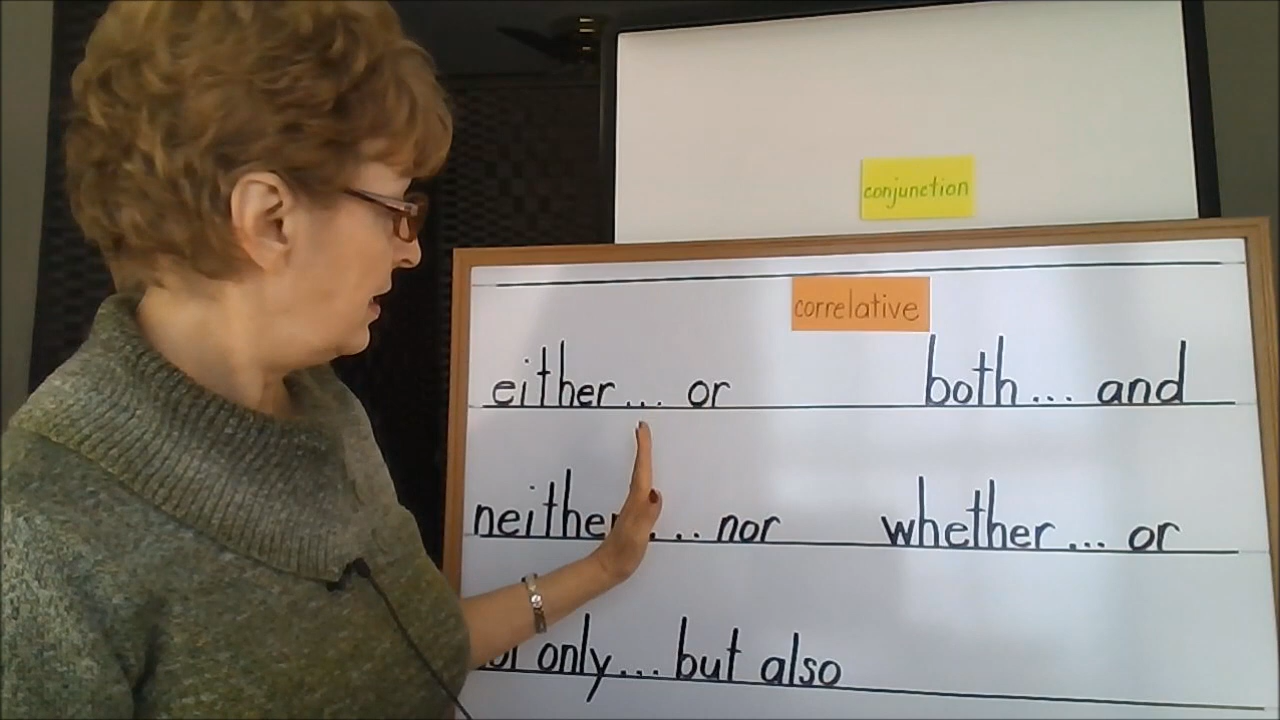 conjunction
correlative
either... or both... and
neither... nor whether... or
only... but also